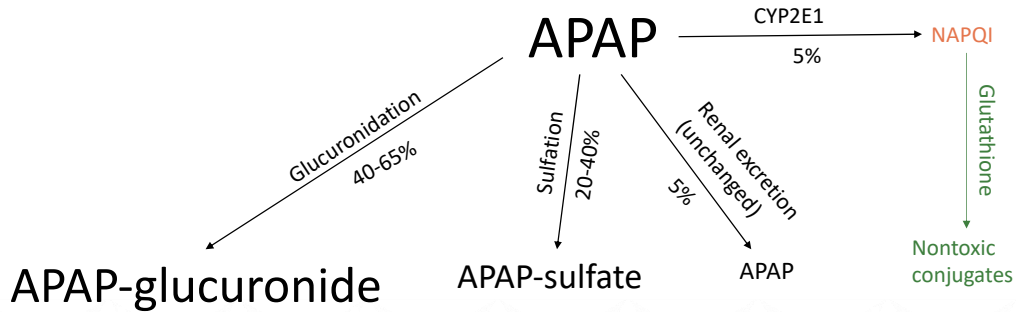 APAP
CYP2E1
5%
NAPQI
Glucuronidation
40-65%
Sulfation
20-40%
Renal excretion
(unchanged)
5%
Glutathione
APAP-glucuronide
APAP-sulfate
APAP
Nontoxic
conjugates